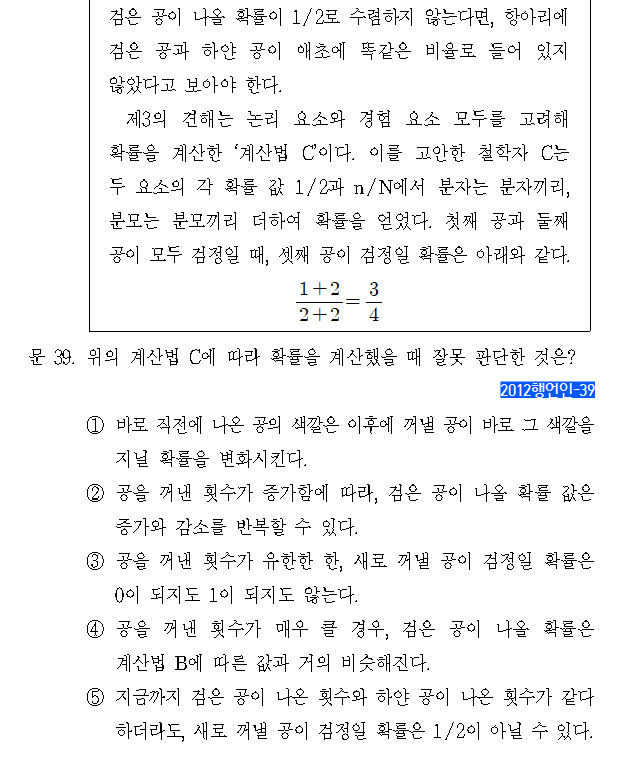 검은 공이 나올 확률이 1/2로 수렴하지 않는다면, 항아리에
검은 공과 하얀 공이 애초에 똑같은 비율로 들어 있지
않았다고 보아야 한다.
제3의 견해는 논리 요소와 경험 요소 모두를 고려해
확률을 계산한 ‘계산법 C’이다. 이를 고안한 철학자 C는
두 요소의 각 확률 값 1/2과 n/N에서 분자는 분자끼리,
분모는 분모끼리 더하여 확률을 얻었다. 첫째 공과 둘째
공이 모두 검정일 때, 셋째 공이 검정일 확률은 아래와 같다.
(1+2)/(2+2) = 3/4
문 39. 위의 계산법 C에 따라 확률을 계산했을 때 잘못 판단한 것은?
2012행언인-39
① 바로 직전에 나온 공의 색깔은 이후에 꺼낼 공이 바로 그 색깔을
지닐 확률을 변화시킨다.
② 공을 꺼낸 횟수가 증가함에 따라, 검은 공이 나올 확률 값은
증가와 감소를 반복할 수 있다.
③ 공을 꺼낸 횟수가 유한한 한, 새로 꺼낼 공이 검정일 확률은
0이 되지도 1이 되지도 않는다.
④ 공을 꺼낸 횟수가 매우 클 경우, 검은 공이 나올 확률은
계산법 B에 따른 값과 거의 비슷해진다.
⑤ 지금까지 검은 공이 나온 횟수와 하얀 공이 나온 횟수가 같다
하더라도, 새로 꺼낼 공이 검정일 확률은 1/2이 아닐 수 있다.